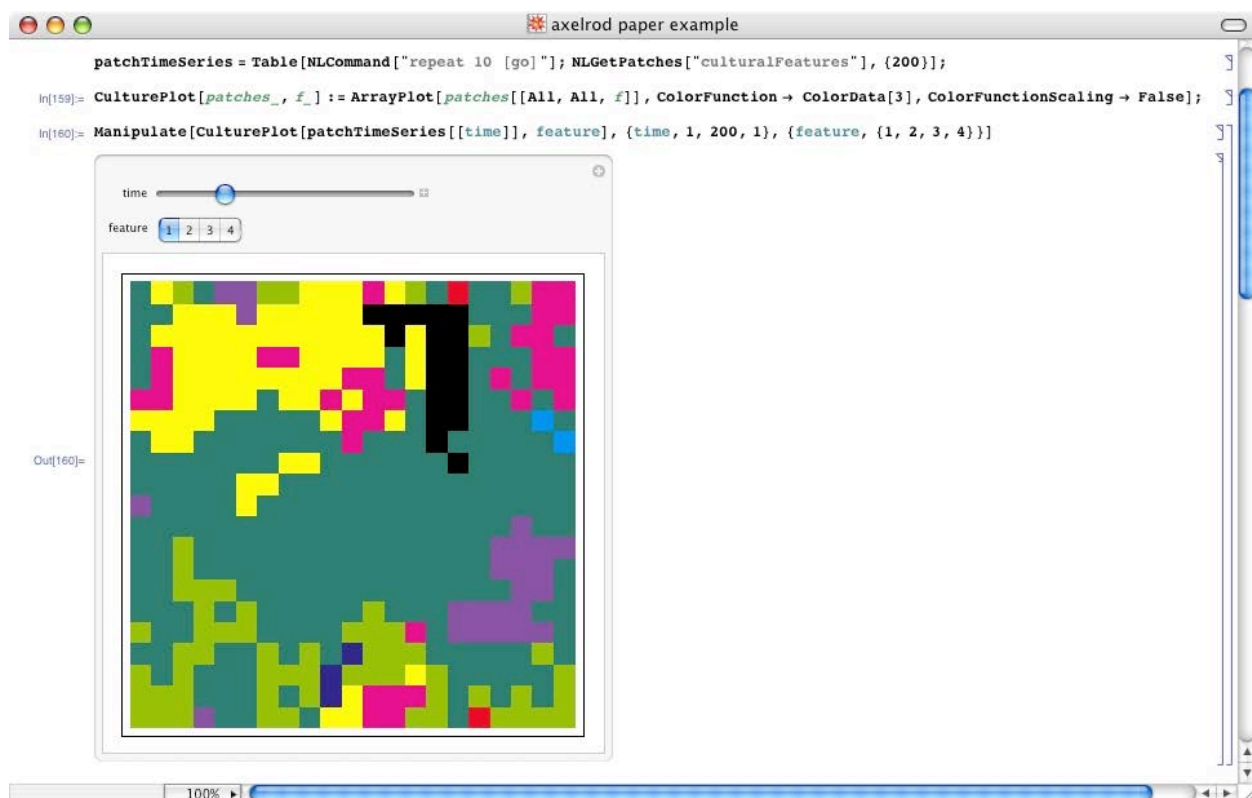 axelrod paper example
patchTimeSeries = Table[NLCommand["repeat 10 [go]"]; NLGetPatches["culturalFeatures"], {200}];
In[159]:= CulturePlot[patches_, f_] := ArrayPlot[patches[[All, All, f]], ColorFunction → ColorData[3], ColorFunctionScaling → False];
In[160]:= Manipulate[CulturePlot[patchTimeSeries[[time]], feature], {time, 1, 200, 1}, {feature, {1, 2, 3, 4}}]
time
feature 1 2 3 4
Out[160]=
100%